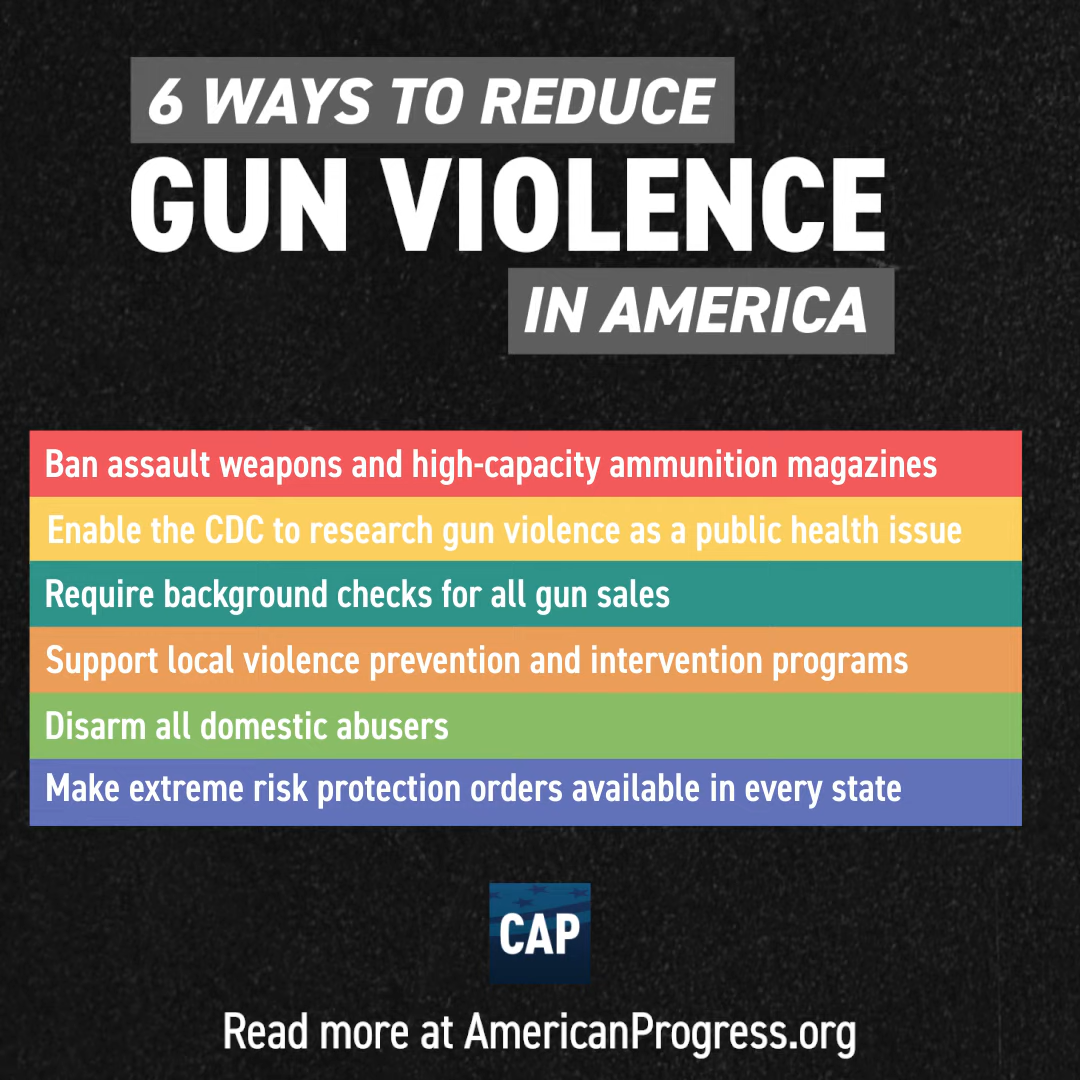 6 WAYS TO REDUCE
GUN VIOLENCE
IN AMERICA
Ban assault weapons and high-capacity ammunition magazines
Enable the CDC to research gun violence as a public health issue
Require background checks for all gun sales
Support local violence prevention and intervention programs
Disarm all domestic abusers
Make extreme risk protection orders available in every state
CAP
Read more at AmericanProgress.org